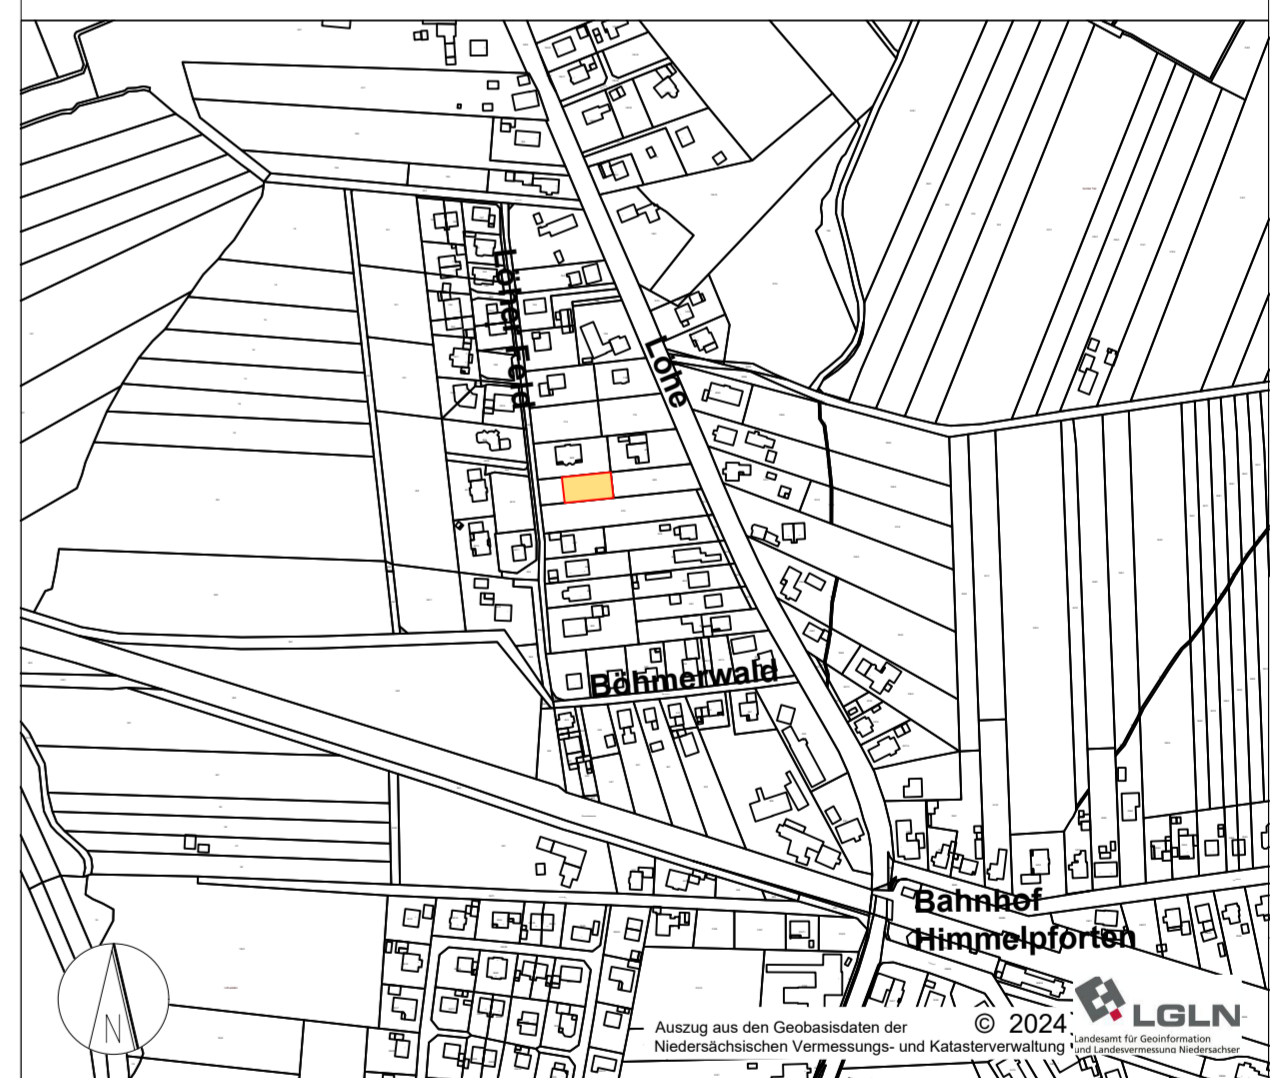 Löher Feld
Löhe
Böhmerwald
Bahnhof
Himmelpforten
N
Auszug aus den Geobasisdaten der
Niedersächsischen Vermessungs- und Katasterverwaltung
© 2024
LGLN
Landesamt für Geoinformation
und Landesvermessung Niedersachsen